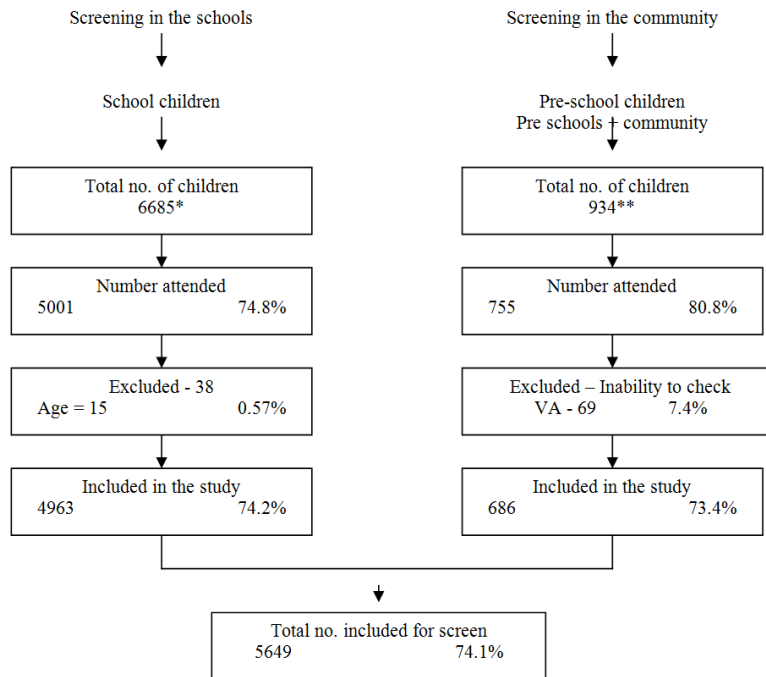 Screening in the schools
School children
Total no. of children
6685*
Number attended
5001 74.8%
Excluded - 38
Age = 15 0.57%
Included in the study
4963 74.2%
Screening in the community
Pre-school children
Pre schools + community
Total no. of children
934**
Number attended
755 80.8%
Excluded – Inability to check
VA - 69 7.4%
Included in the study
686 73.4%
Total no. included for screen
5649 74.1%